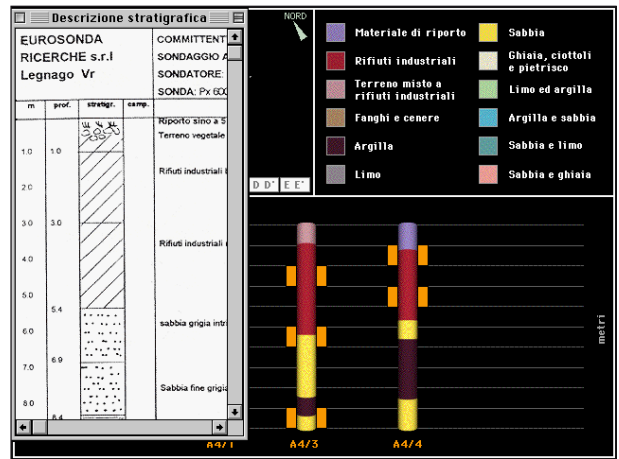 Descrizione stratigrafica
EUROSONDA
RICERCHE s.r.l
Legnago Vr
COMMITTENT
SONDAGGIO A
SONDATORE:
SONDA: Px 600
m prof. stratigr. camp.
Riporto sino a 5
Terreno vegetale
1.0 1.0
Rifiuti industriali
2.0
3.0 3.0
Rifiuti industriali
4.0
5.0
5.4
sabbia grigia intri
6.0
6.9
7.0
Sabbia fine grigia
8.0
8.4
NORD
D D' E E'
Materiale di riporto
Rifiuti industriali
Terreno misto a
rifiuti industriali
Fanghi e cenere
Argilla
Limo
Sabbia
Ghiaia, ciottoli
e pietrisco
Limo ed argilla
Argilla e sabbia
Sabbia e limo
Sabbia e ghiaia
metri
A4/1 A4/3 A4/4